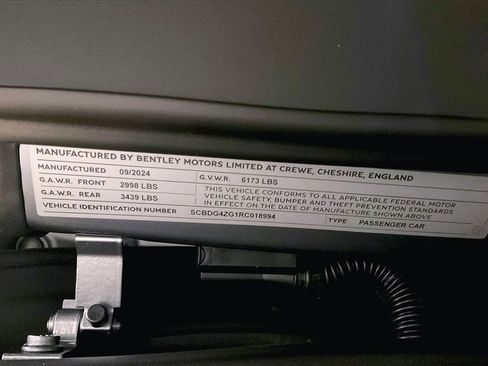 MANUFACTURED BY BENTLEY MOTORS LIMITED AT CREWE, CHESHIRE, ENGLAND
MANUFACTURED 09/2024
G.A.W.R. FRONT 2998 LBS
G.A.W.R. REAR 3439 LBS
G.V.W.R. 6173 LBS
THIS VEHICLE CONFORMS TO ALL APPLICABLE FEDERAL MOTOR
VEHICLE SAFETY, BUMPER, AND THEFT PREVENTION STANDARDS
IN EFFECT ON THE DATE OF MANUFACTURE SHOWN ABOVE
VEHICLE IDENTIFICATION NUMBER SCBDG4ZG1RC018994
TYPE PASSENGER CAR